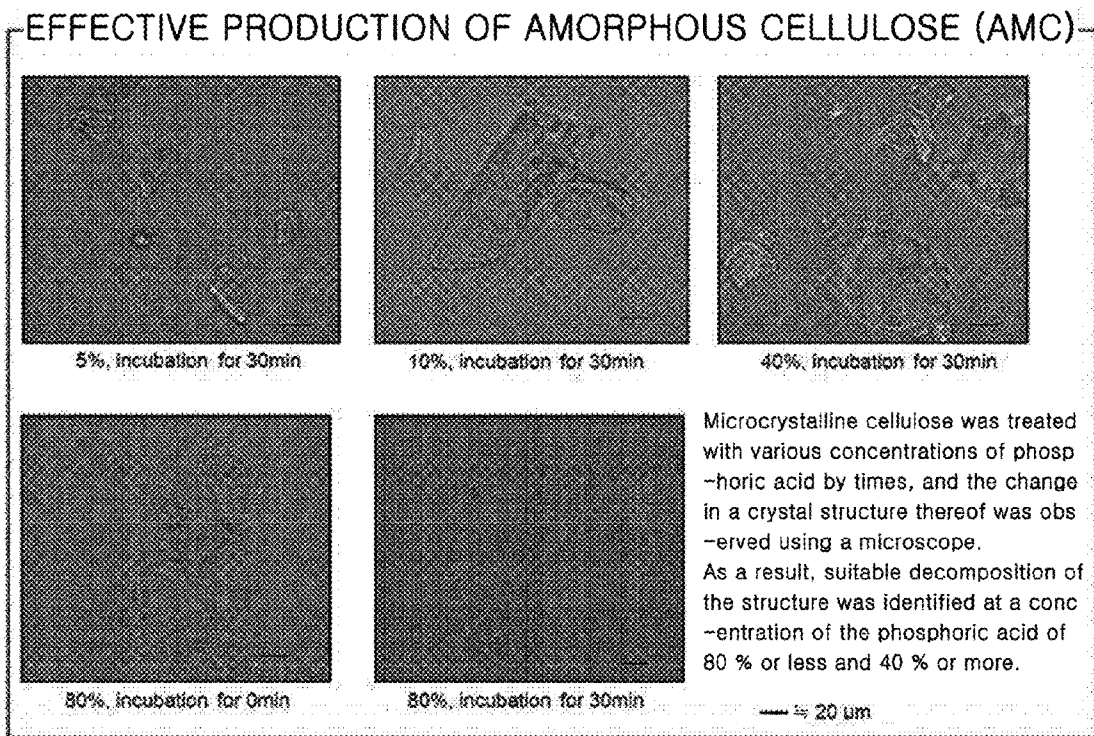 EFFECTIVE PRODUCTION OF AMORPHOUS CELLULOSE (AMC)
5%, incubation for 30min
10%, incubation for 30min
40%, incubation for 30min
80%, incubation for 0min
80%, incubation for 30min
Microcrystalline cellulose was treated
with various concentrations of phosp
-horic acid by times, and the change
in a crystal structure thereof was obs
-erved using a microscope.
As a result, suitable decomposition of
the structure was identified at a conc
-entration of the phosphoric acid of
80 % or less and 40 % or more.
≒ 20 um